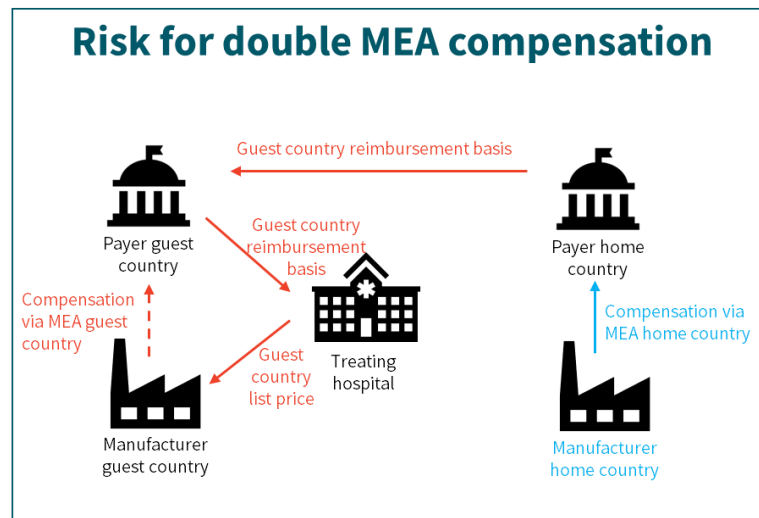 Risk for double MEA compensation
Guest country reimbursement basis
Payer guest
country
Guest country
reimbursement
basis
Payer home
country
Compensation
via MEA guest
country
Compensation via
MEA home country
Treating
hospital
Guest
country
list price
Manufacturer
guest country
Manufacturer
home country